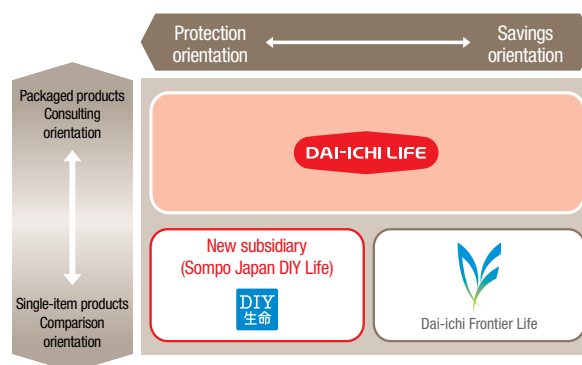 Protection
orientation
Savings
orientation
Packaged products
Consulting
orientation
DAI-ICHI LIFE
New subsidiary
(Sompo Japan DIY Life)
DIY
生命
Dai-ichi Frontier Life
Single-item products
Comparison
orientation